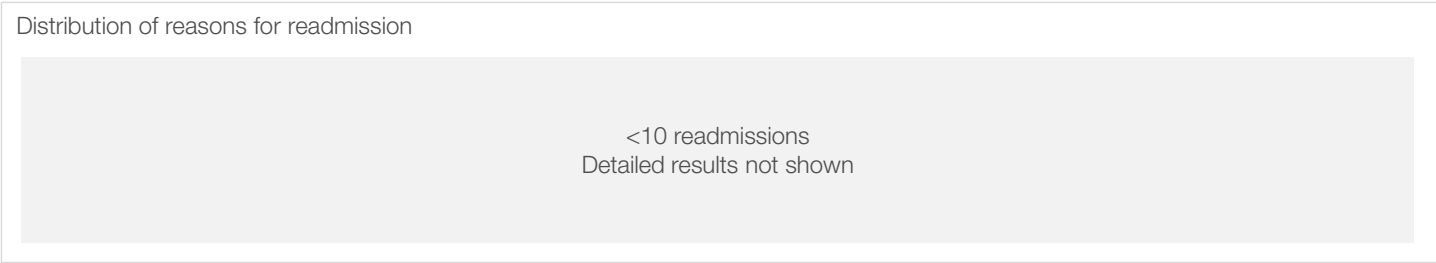 Distribution of reasons for readmission
<10 readmissions
Detailed results not shown